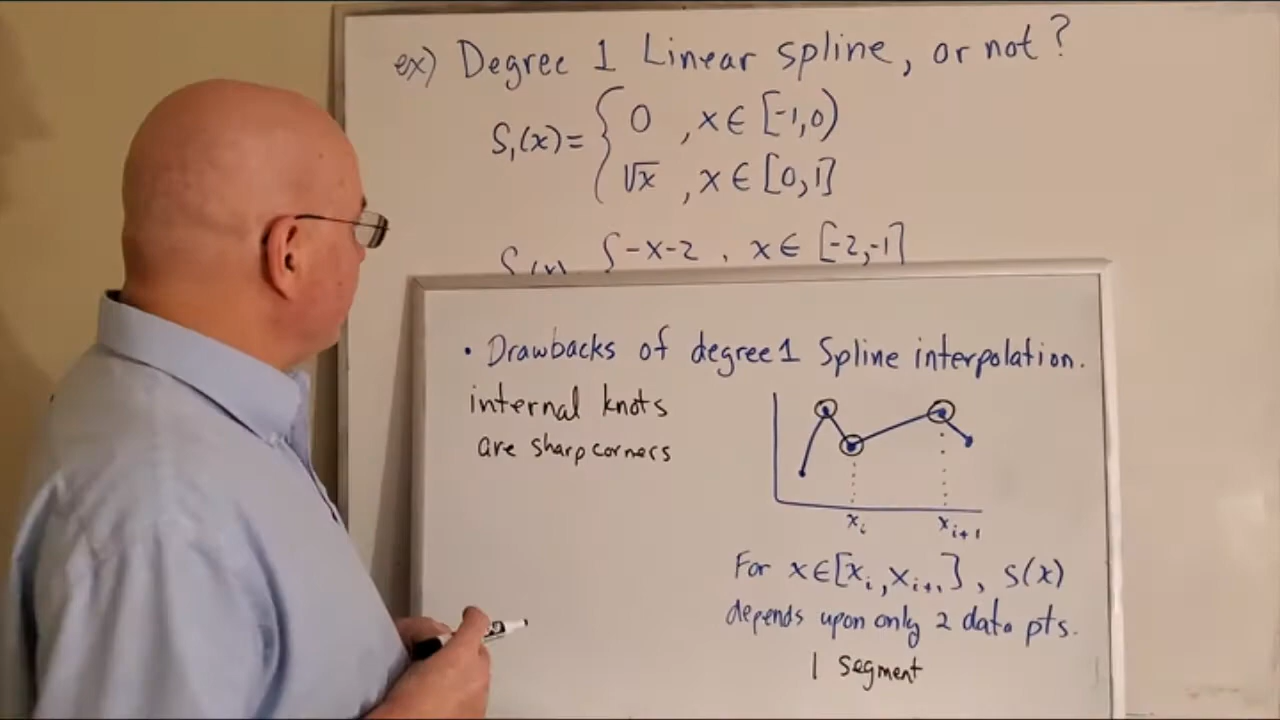 ex) Degree 1 Linear spline, or not?
S₁(x) = { 0 , x ∈ [-1,0)
√x , x ∈ [0,1]
{ -x-2 , x ∈ [-2,-1]
• Drawbacks of degree 1 Spline interpolation.
internal knots
are sharp corners
xᵢ xᵢ₊₁
For x∈[xᵢ, xᵢ₊₁], s(x)
depends upon only 2 data pts.
1 segment